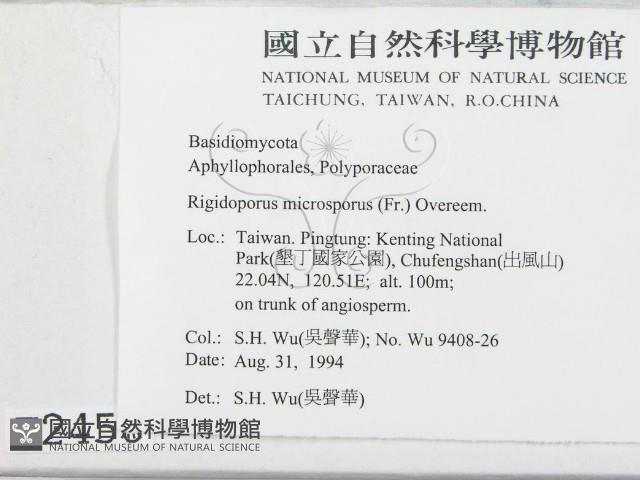 國立自然科學博物館
NATIONAL MUSEUM OF NATURAL SCIENCE
TAICHUNG, TAIWAN, R.O.CHINA
Basidiomycota
Aphyllophorales, Polyporaceae
Rigidoporus microsporus (Fr.) Overeem.
Loc.: Taiwan. Pingtung: Kenting National
Park(墾丁國家公園), Chufengshan(出風山)
22.04N, 120.51E; alt. 100m;
on trunk of angiosperm.
Col.: S.H. Wu(吳聲華); No. Wu 9408-26
Date: Aug. 31, 1994
Det.: S.H. Wu(吳聲華)
國立自然科學博物館
NATIONAL MUSEUM OF NATURAL SCIENCE